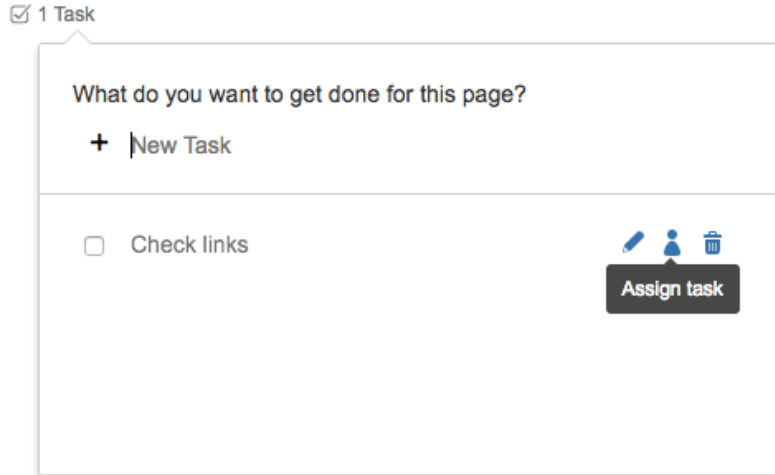 1 Task
What do you want to get done for this page?
New Task
Check links
Assign task